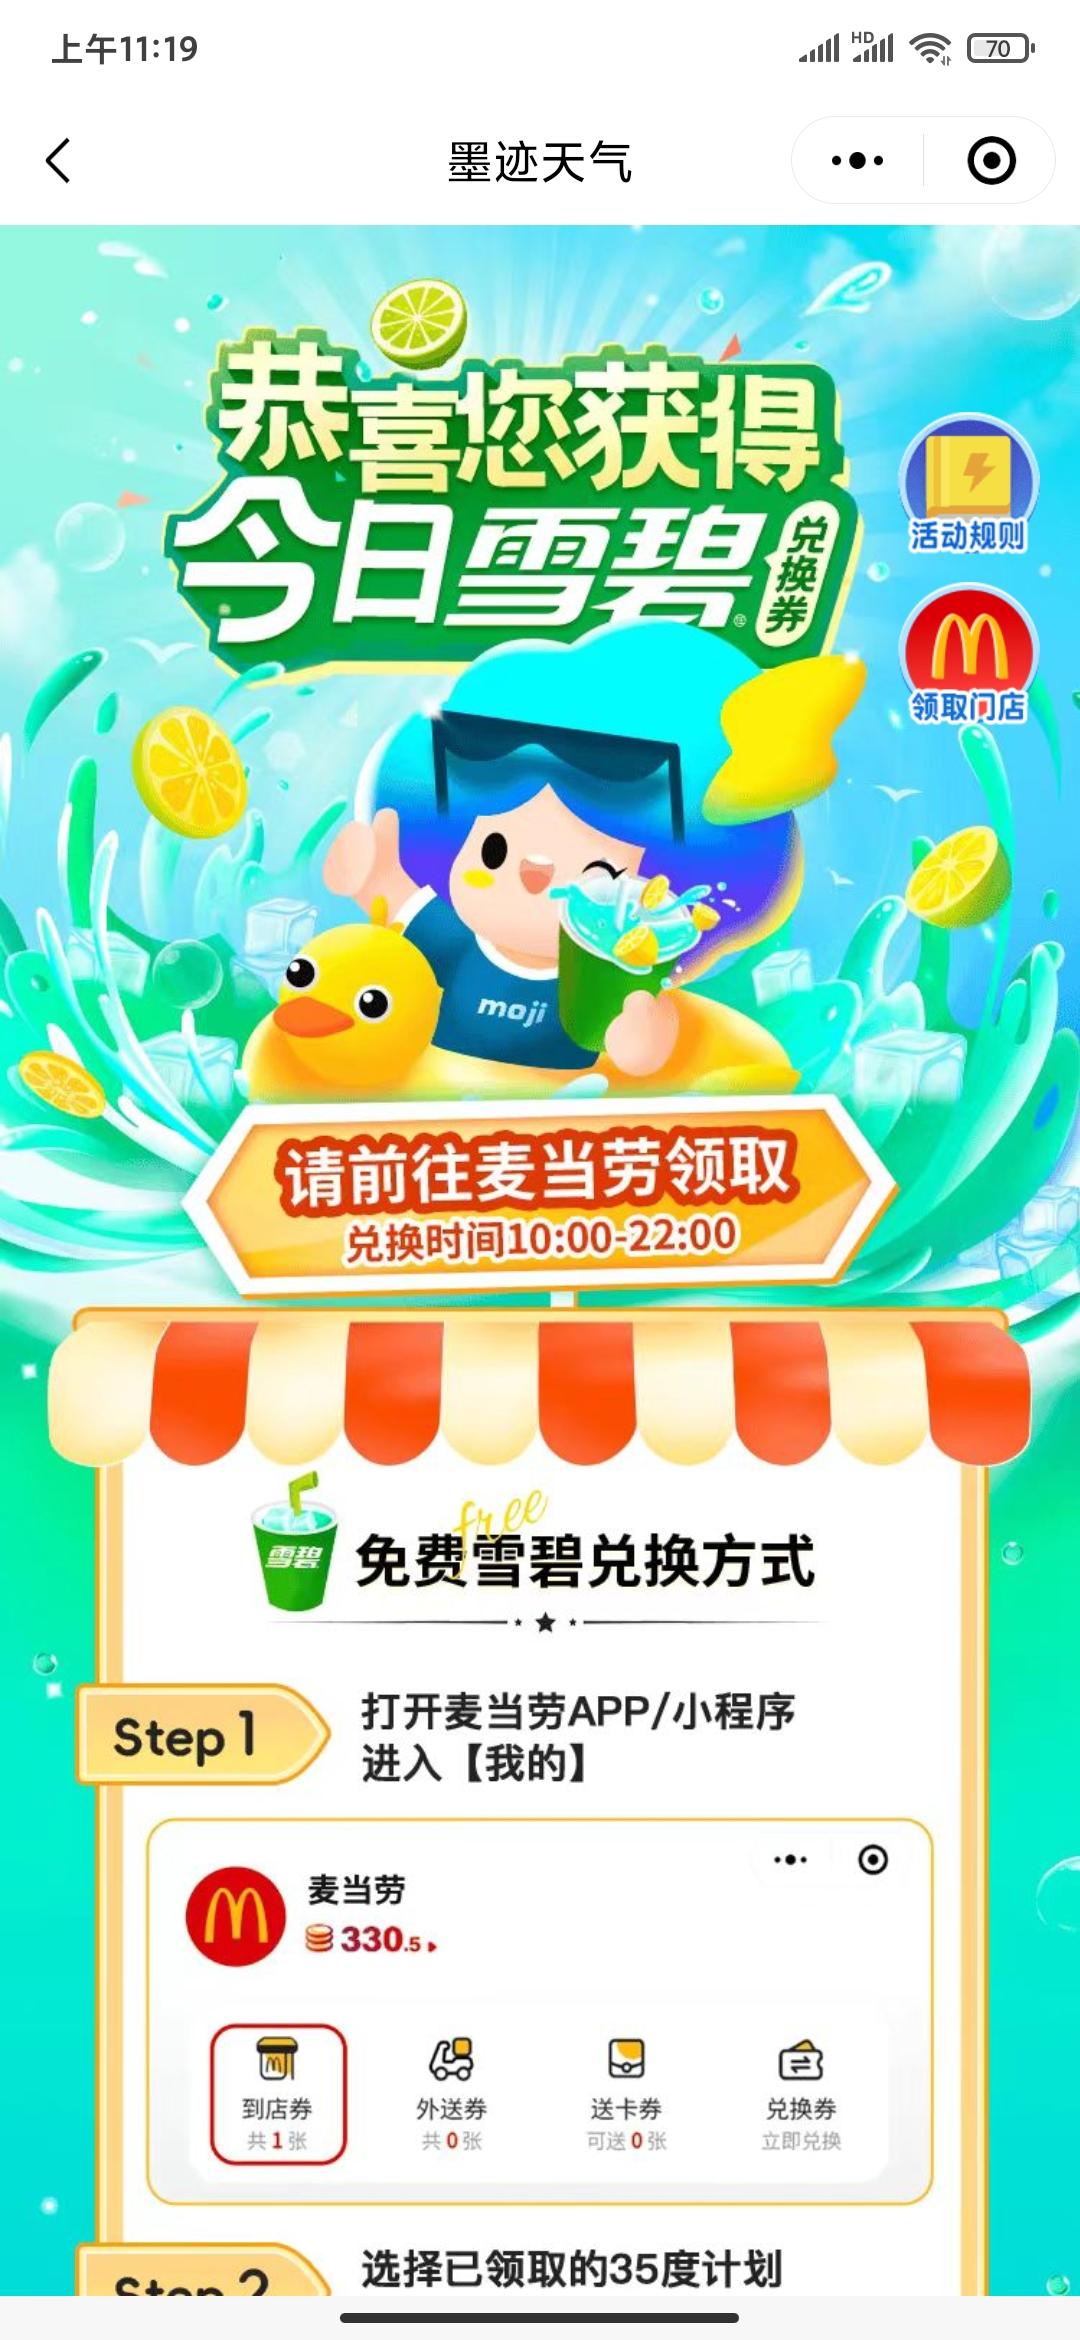 上午11:19
HD
70
墨迹天气
恭喜您获得
今日雪碧
兑换券
活动规则
领取门店
moji
请前往麦当劳领取
兑换时间10:00-22:00
free
雪碧
免费雪碧兑换方式
Step 1
打开麦当劳APP/小程序
进入【我的】
麦当劳
330.5
到店券
外送券
送卡券
兑换券
共1张
共0张
可送0张
立即兑换
Step 2
选择已领取的35度计划